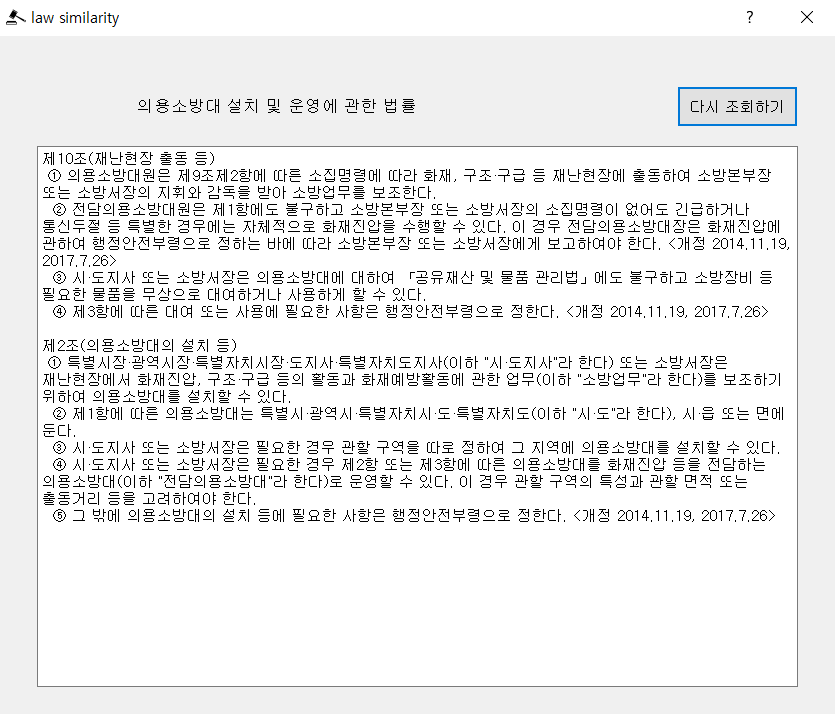 law similarity
의용소방대 설치 및 운영에 관한 법률
다시 조회하기
제10조(재난현장 출동 등)
① 의용소방대원은 제9조제2항에 따른 소집명령에 따라 화재, 구조·구급 등 재난현장에 출동하여 소방본부장
또는 소방서장의 지휘와 감독을 받아 소방업무를 보조한다.
② 전담의용소방대원은 제1항에도 불구하고 소방본부장 또는 소방서장의 소집명령이 없어도 긴급하거나
통신두절 등 특별한 경우에는 자체적으로 화재진압을 수행할 수 있다. 이 경우 전담의용소방대장은 화재진압에
관하여 행정안전부령으로 정하는 바에 따라 소방본부장 또는 소방서장에게 보고하여야 한다. <개정 2014.11.19,
2017.7.26>
③ 시·도지사 또는 소방서장은 의용소방대에 대하여 「공유재산 및 물품 관리법」에도 불구하고 소방장비 등
필요한 물품을 무상으로 대여하거나 사용하게 할 수 있다.
④ 제3항에 따른 대여 또는 사용에 필요한 사항은 행정안전부령으로 정한다. <개정 2014.11.19, 2017.7.26>
제2조(의용소방대의 설치 등)
① 특별시장·광역시장·특별자치시장·도지사·특별자치도지사(이하 "시·도지사"라 한다) 또는 소방서장은
재난현장에서 화재진압, 구조·구급 등의 활동과 화재예방활동에 관한 업무(이하 "소방업무"라 한다)를 보조하기
위하여 의용소방대를 설치할 수 있다.
② 제1항에 따른 의용소방대는 특별시·광역시·특별자치시·도·특별자치도(이하 "시·도"라 한다), 시·읍 또는 면에
둔다.
③ 시·도지사 또는 소방서장은 필요한 경우 관할 구역을 따로 정하여 그 지역에 의용소방대를 설치할 수 있다.
④ 시·도지사 또는 소방서장은 필요한 경우 제2항 또는 제3항에 따른 의용소방대를 화재진압 등을 전담하는
의용소방대(이하 "전담의용소방대"라 한다)로 운영할 수 있다. 이 경우 관할 구역의 특성과 관할 면적 또는
출동거리 등을 고려하여야 한다.
⑤ 그 밖에 의용소방대의 설치 등에 필요한 사항은 행정안전부령으로 정한다. <개정 2014.11.19, 2017.7.26>